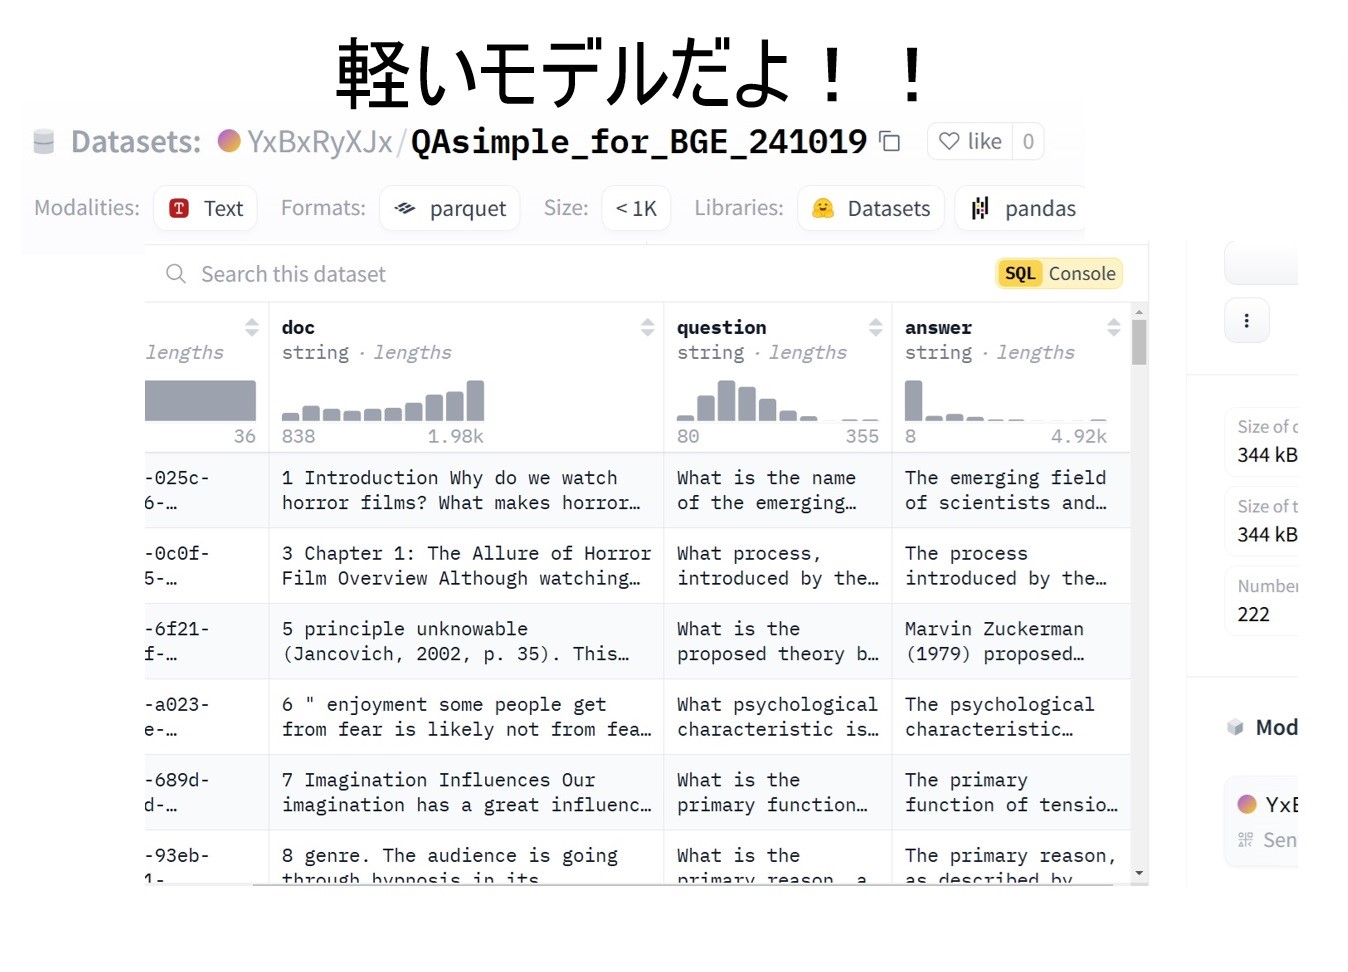 軽いモデルだよ！！
Datasets: YxBxRyXJx/QAsimple_for_BGE_241019 like 0
Modalities: Text Formats: parquet Size: < 1K Libraries: Datasets pandas
Search this dataset SQL Console
doc question answer
lengths string · lengths string · lengths string · lengths
36 838 1.98k 80 355 8 4.92k
-025c- 1 Introduction Why do we watch What is the name The emerging field
6-… horror films? What makes horror… of the emerging… of scientists and…
-0c0f- 3 Chapter 1: The Allure of Horror What process, The process
5-… Film Overview Although watching… introduced by the… introduced by the…
-6f21- 5 principle unknowable What is the Marvin Zuckerman
f-… (Jancovich, 2002, p. 35). This… proposed theory b… (1979) proposed…
-a023- 6 " enjoyment some people get What psychological The psychological
e-… from fear is likely not from fea… characteristic is… characteristic…
-689d- 7 Imagination Influences Our What is the The primary
d-… imagination has a great influenc… primary function… function of tensio…
-93eb- 8 genre. The audience is going What is the The primary reason,
1-… through hypnosis in its primary reason, a as described by
Size of
344 kB
Size of t
344 kB
Number
222
Mod
YxB
Sen